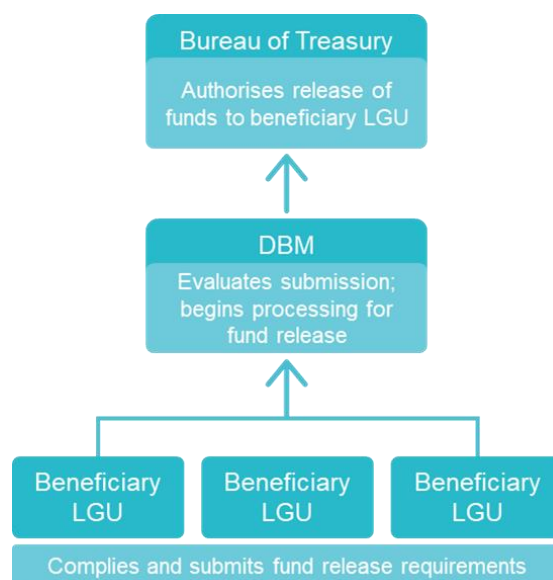 Bureau of Treasury
Authorises release of
funds to beneficiary LGU
DBM
Evaluates submission;
begins processing for
fund release
Beneficiary
LGU
Beneficiary
LGU
Beneficiary
LGU
Complies and submits fund release requirements